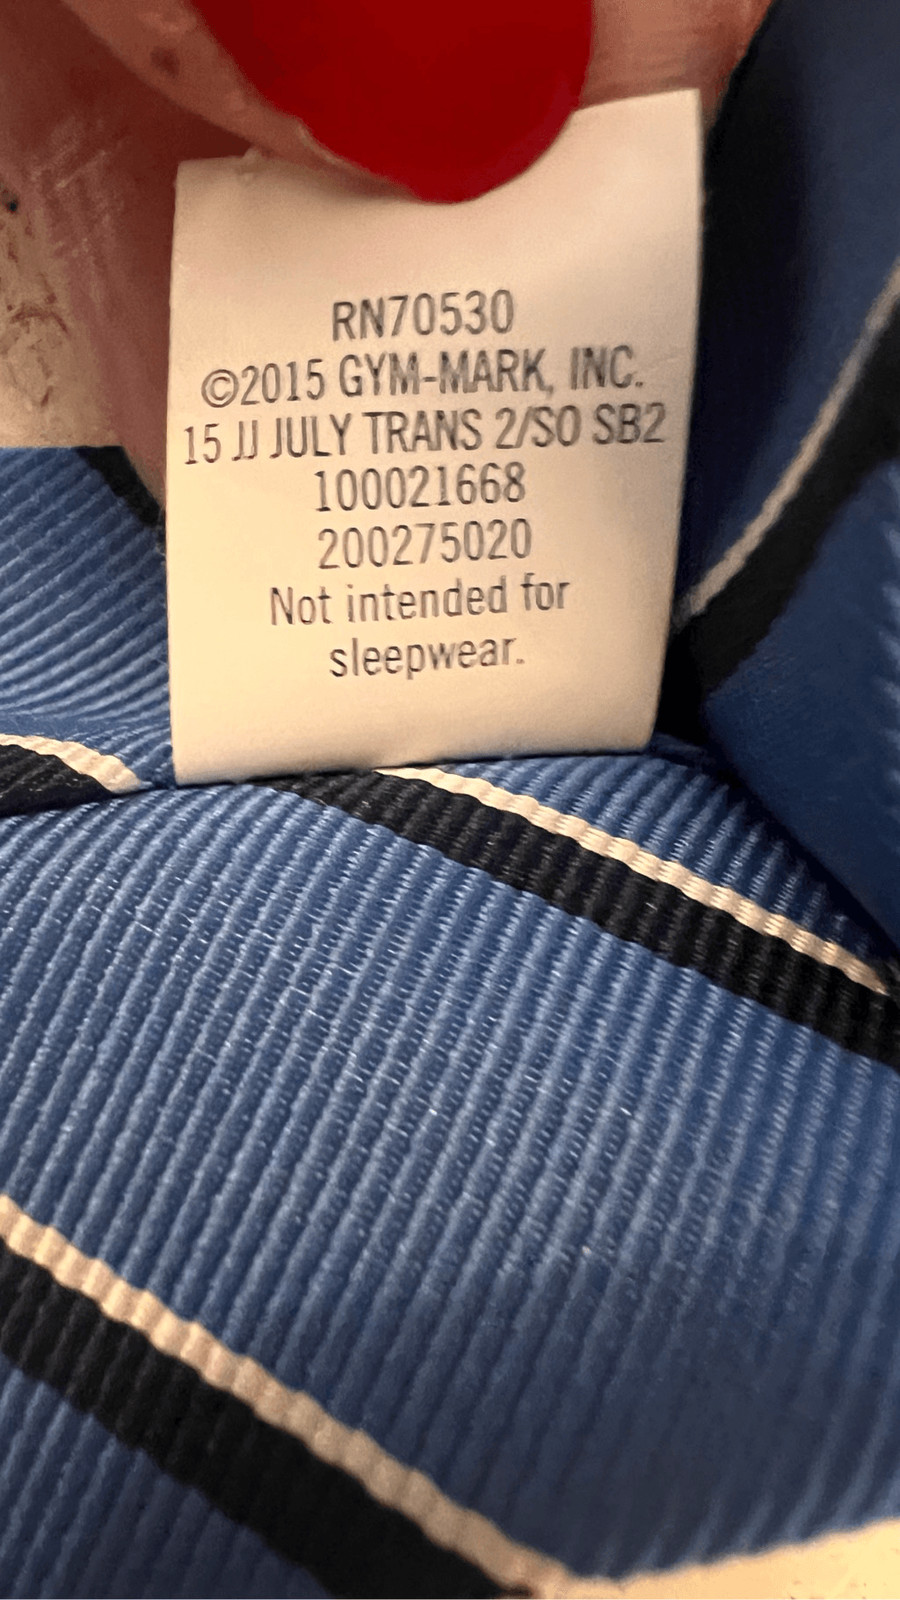 RN70530
©2015 GYM-MARK, INC.
15 JJ JULY TRANS 2/SO SB2
100021668
200275020
Not intended for
sleepwear.